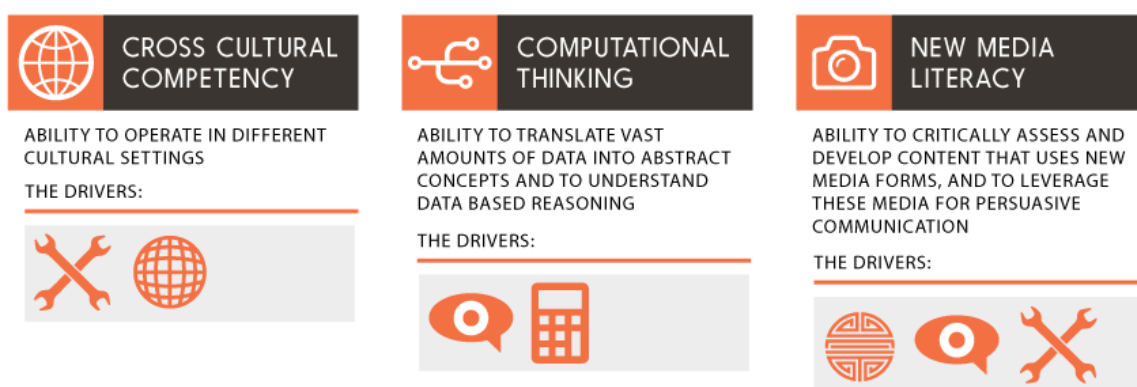 CROSS CULTURAL
COMPETENCY
ABILITY TO OPERATE IN DIFFERENT
CULTURAL SETTINGS
THE DRIVERS:
COMPUTATIONAL
THINKING
ABILITY TO TRANSLATE VAST
AMOUNTS OF DATA INTO ABSTRACT
CONCEPTS AND TO UNDERSTAND
DATA BASED REASONING
THE DRIVERS:
NEW MEDIA
LITERACY
ABILITY TO CRITICALLY ASSESS AND
DEVELOP CONTENT THAT USES NEW
MEDIA FORMS, AND TO LEVERAGE
THESE MEDIA FOR PERSUASIVE
COMMUNICATION
THE DRIVERS: